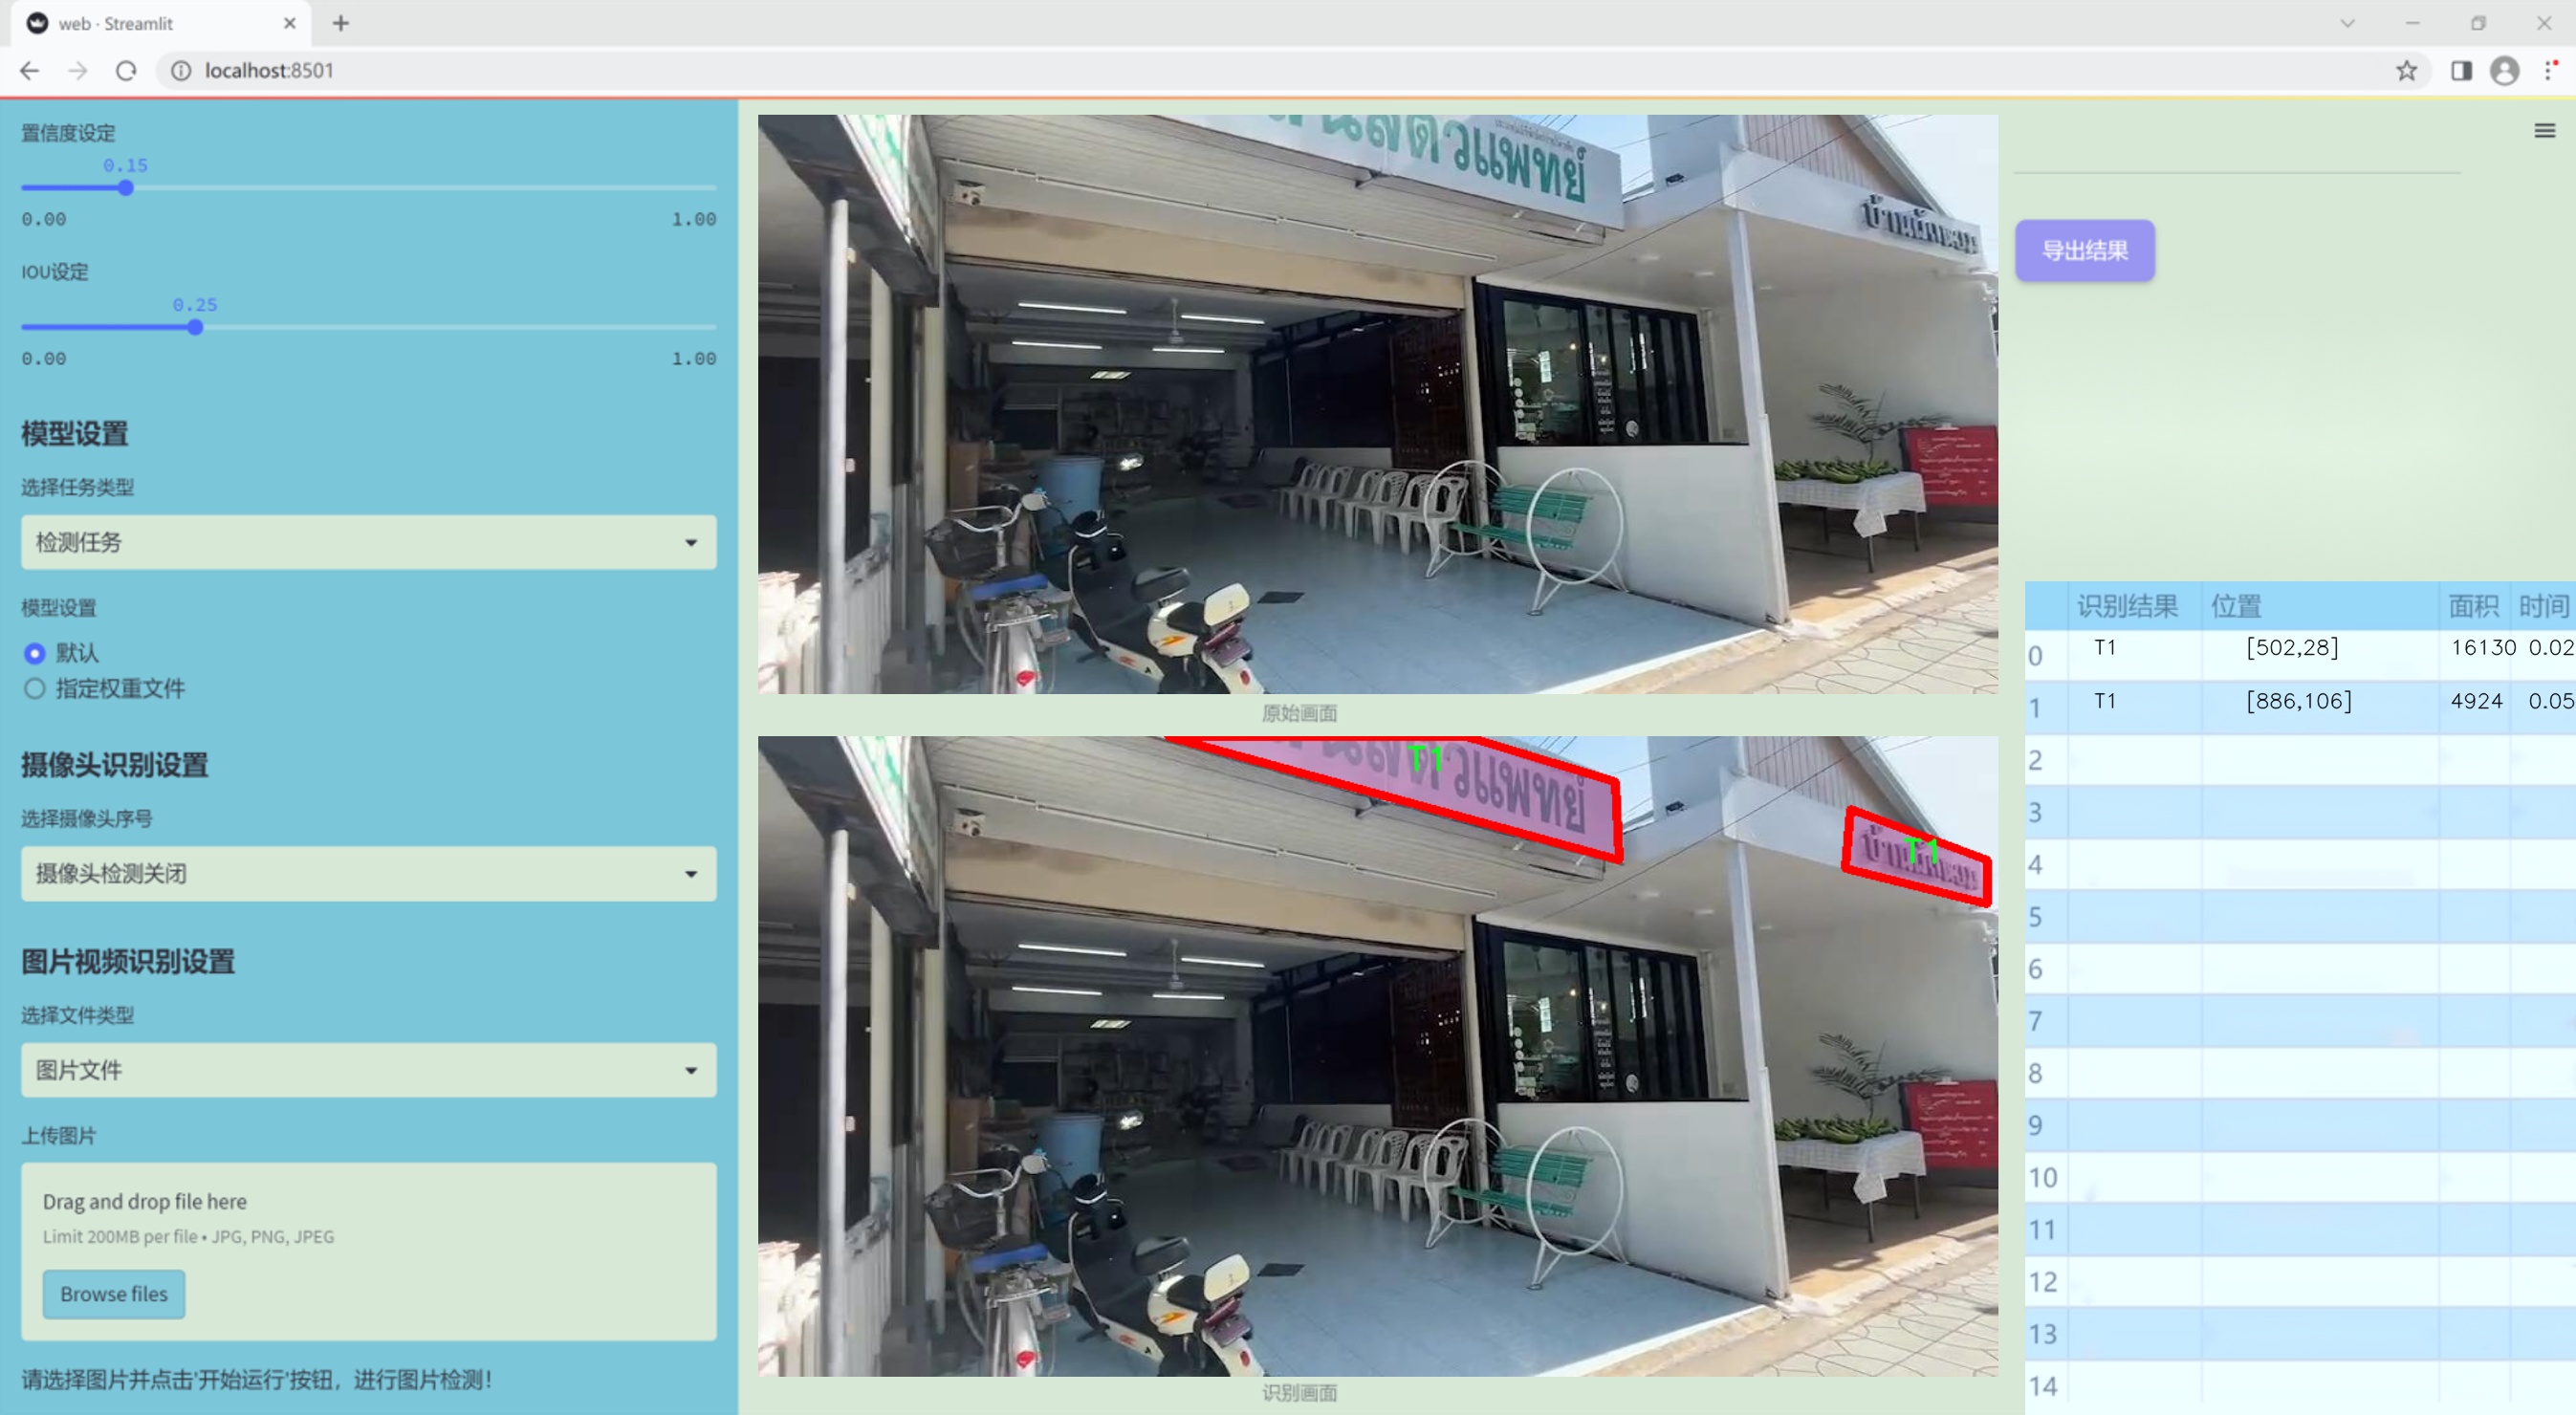 web · Streamlit
localhost:8501
置信度设定
0.15
0.00 1.00
IOU设定
0.25
0.00 1.00
模型设置
选择任务类型
检测任务
模型设置
默认
指定权重文件
摄像头识别设置
选择摄像头序号
摄像头检测关闭
图片视频识别设置
选择文件类型
图片文件
上传图片
Drag and drop file here
Limit 200MB per file • JPG, PNG, JPEG
Browse files
请选择图片并点击'开始运行'按钮，进行图片检测！
原始画面
T1
T1
识别画面
导出结果
识别结果 位置 面积 时间
0 T1 [502,28] 16130 0.02
1 T1 [886,106] 4924 0.05
2
3
4
5
6
7
8
9
10
11
12
13
14